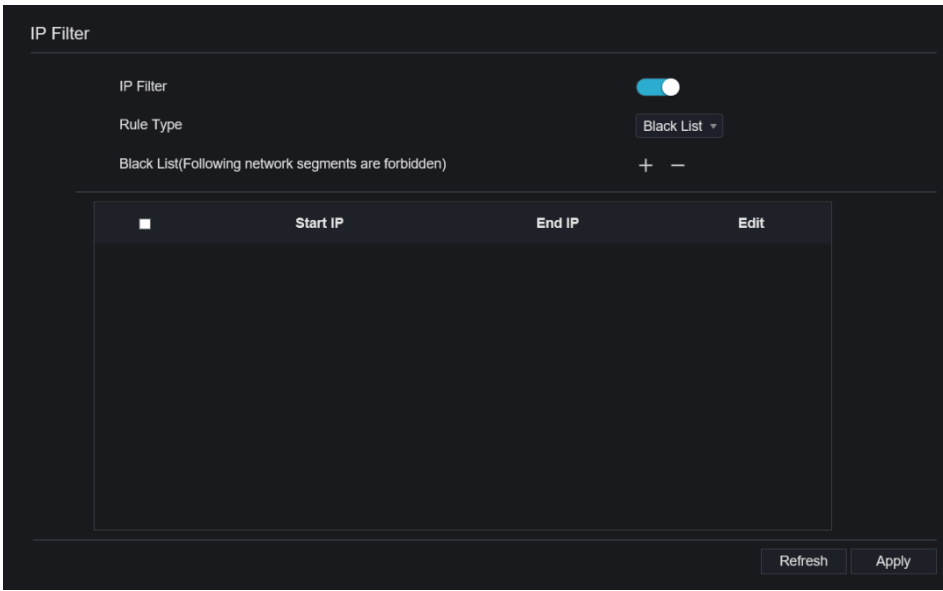 IP Filter
IP Filter
Rule Type
Black List
Black List(Following network segments are forbidden)
Start IP End IP Edit
Refresh Apply